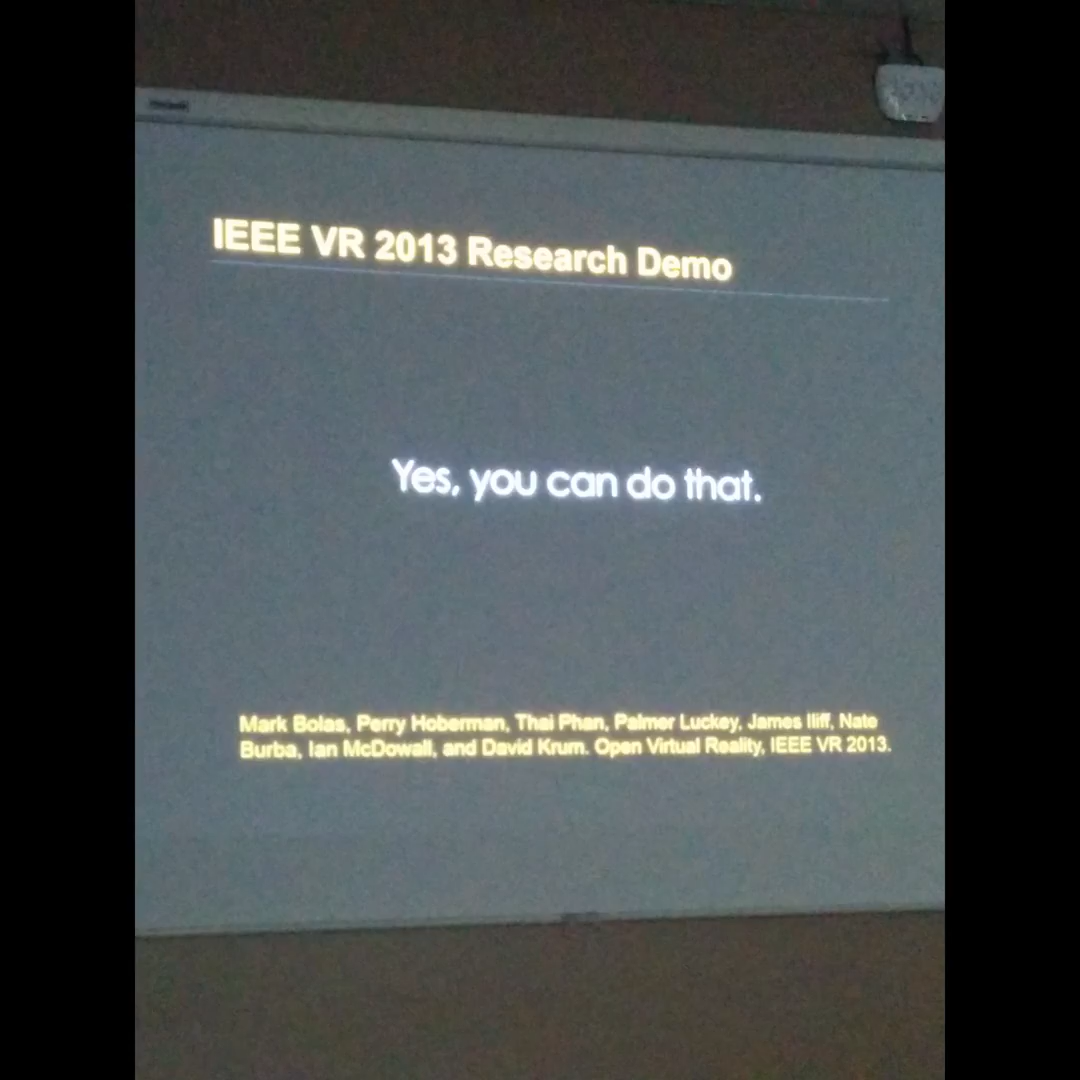 IEEE VR 2013 Research Demo
Yes, you can do that.
Mark Bolas, Perry Hoberman, Thai Phan, Palmer Luckey, James Iliff, Nate
Burba, Ian McDowall, and David Krum. Open Virtual Reality, IEEE VR 2013.